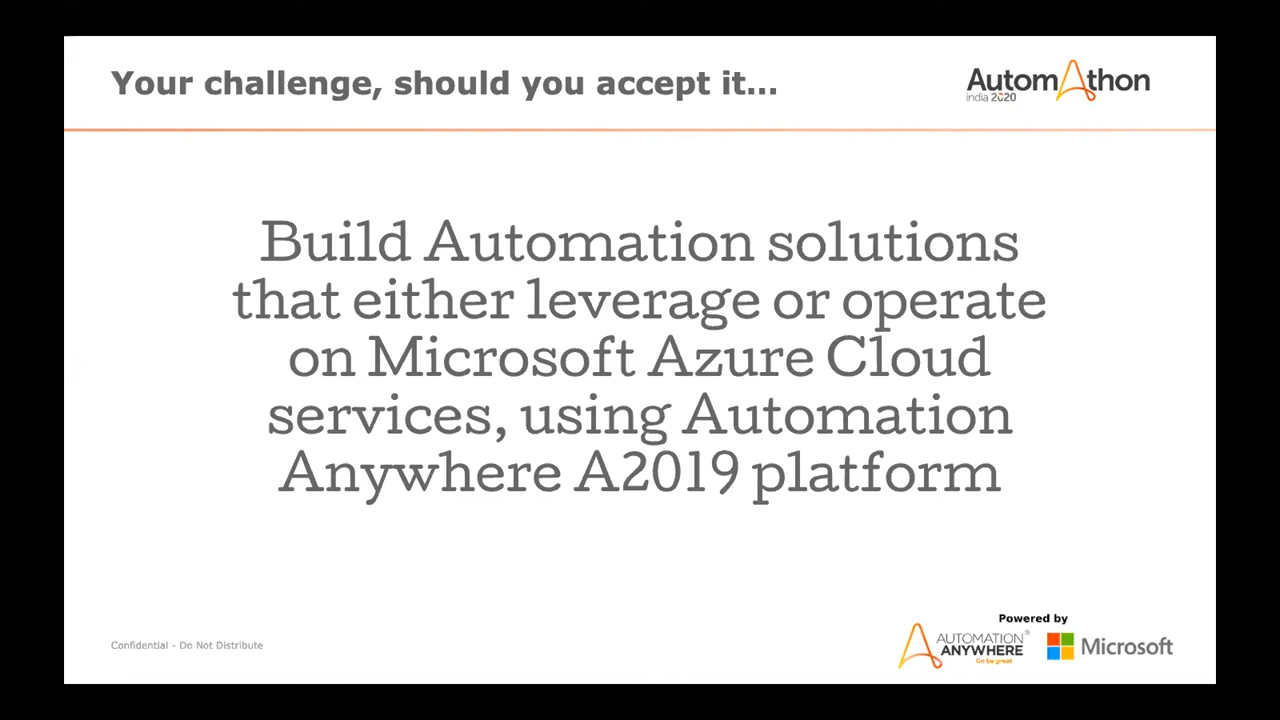 Your challenge, should you accept it...
AutomAthon
india 2020
Build Automation solutions
that either leverage or operate
on Microsoft Azure Cloud
services, using Automation
Anywhere A2019 platform
Powered by
Confidential - Do Not Distribute
AUTOMATION®
ANYWHERE
Go be great.
Microsoft